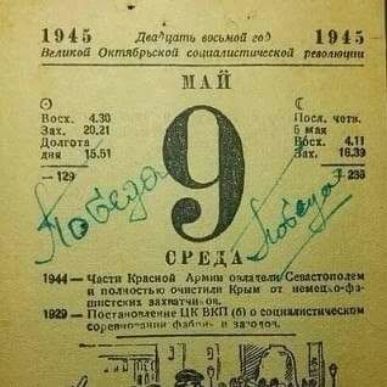 1945 Двадцать восьмой год 1945
Великой Октябрьской социалистической революции
МАЙ
Восх. 4.30
Зах. 20.21
Долгота
дня 15.51
— 129
9
Посл. четв.
5 мая
Восх. 4.11
Зах. 16.39
236
Победа
Победа
СРЕДА
1944 — Части Красной Армии овладели Севастополем
и полностью очистили Крым от немецко-фа-
шистских захватчиков.
1929 — Постановление ЦК ВКП (б) о социалистическом
соревновании фабрик и заводов.